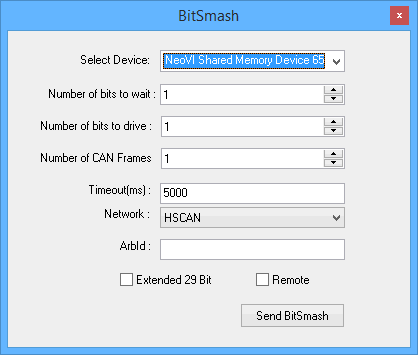 BitSmash
x
Select Device: NeoVI Shared Memory Device 65
Number of bits to wait : 1
Number of bits to drive : 1
Number of CAN Frames 1
Timeout(ms) : 5000
Network : HSCAN
ArbId :
Extended 29 Bit Remote
Send BitSmash